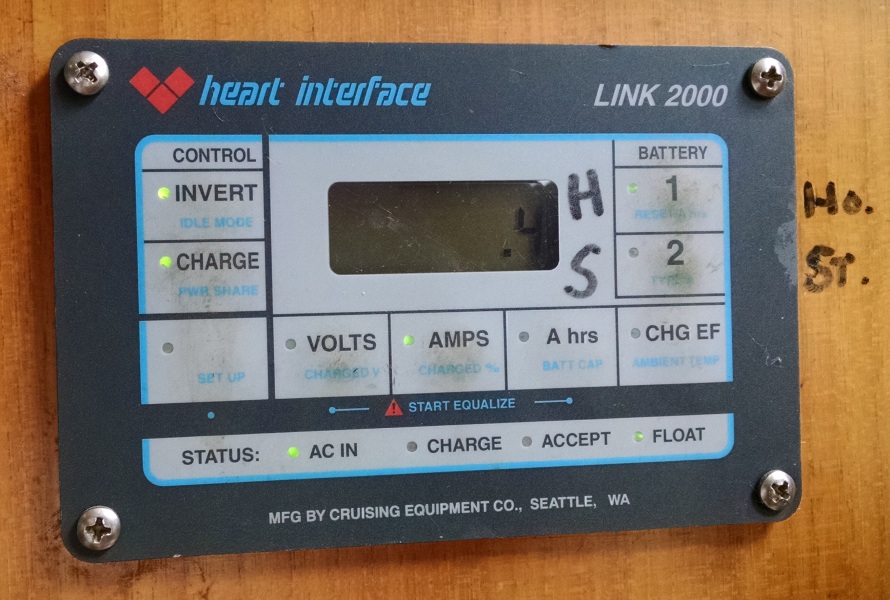 heart interface
LINK 2000
CONTROL
BATTERY
INVERT
IDLE MODE
.4
H
1
RESET A hrs
Ho.
CHARGE
PWR SHARE
S
2
St.
SET UP
VOLTS
CHARGED V
AMPS
CHARGED %
A hrs
BATT CAP
CHG EF
AMBIENT TEMP
START EQUALIZE
STATUS: AC IN CHARGE ACCEPT FLOAT
MFG BY CRUISING EQUIPMENT CO., SEATTLE, WA